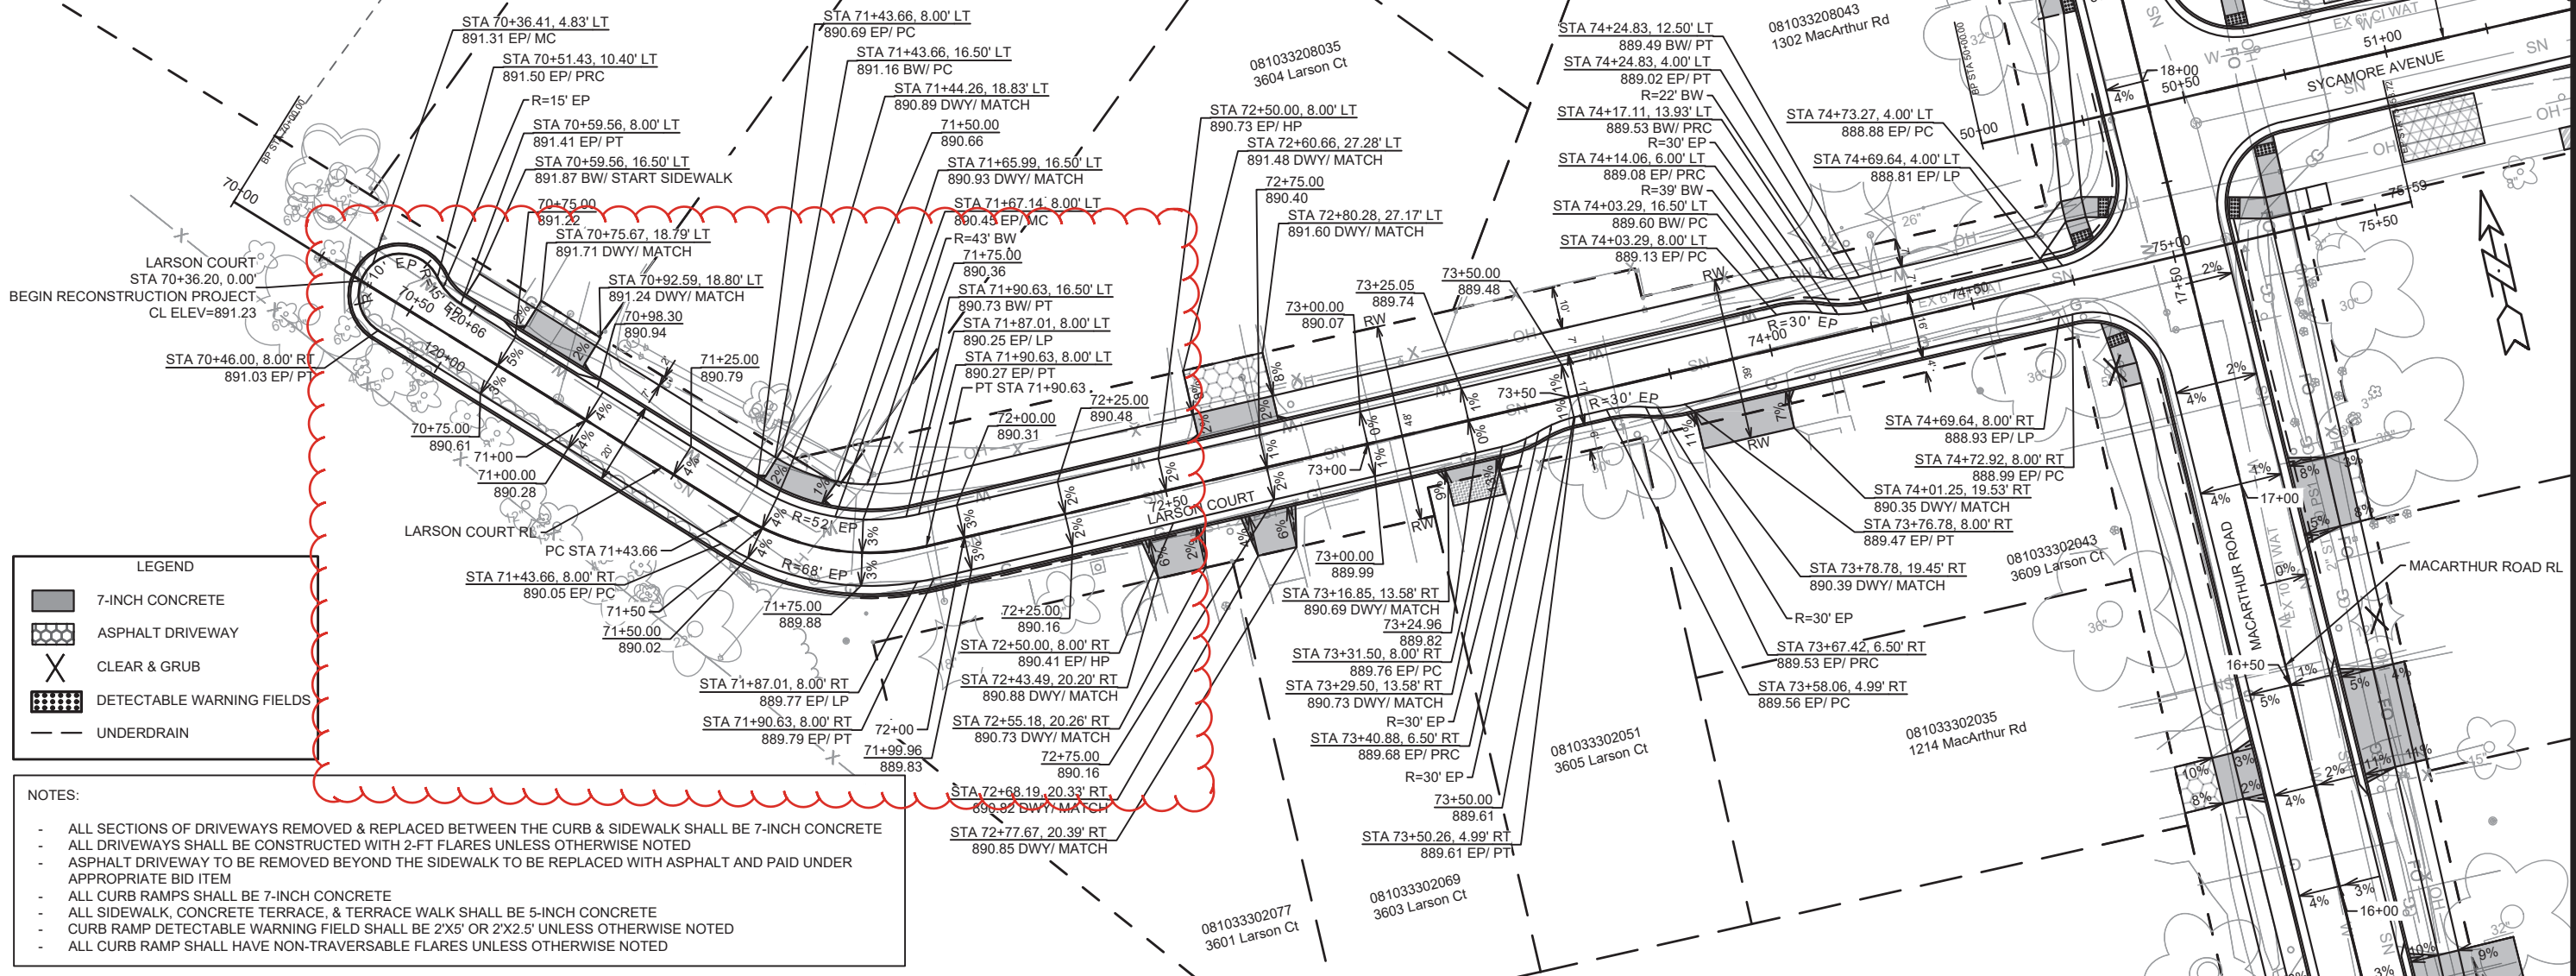 STA 70+36.41, 4.83' LT
891.31 EP/ MC
STA 70+51.43, 10.40' LT
891.50 EP/ PRC
R=15' EP
STA 70+59.56, 8.00' LT
891.41 EP/ PT
STA 70+59.56, 16.50' LT
891.87 BW/ START SIDEWALK
70+75.00
891.22
STA 70+75.67, 18.79' LT
891.71 DWY/ MATCH
STA 70+92.59, 18.80' LT
891.24 DWY/ MATCH
70+98.30
890.94
71+25.00
890.79
STA 71+43.66, 8.00' LT
890.69 EP/ PC
STA 71+43.66, 16.50' LT
891.16 BW/ PC
STA 71+44.26, 18.83' LT
890.89 DWY/ MATCH
71+50.00
890.66
STA 71+65.99, 16.50' LT
890.93 DWY/ MATCH
STA 71+67.14, 8.00' LT
890.45 EP/ MC
R=43' BW
71+75.00
890.36
STA 71+90.63, 16.50' LT
890.73 BW/ PT
STA 71+87.01, 8.00' LT
890.25 EP/ LP
STA 71+90.63, 8.00' LT
890.27 EP/ PT
PT STA 71+90.63
72+00.00
890.31
72+25.00
890.48
081033208035
3604 Larson Ct
STA 72+50.00, 8.00' LT
890.73 EP/ HP
STA 72+60.66, 27.28' LT
891.48 DWY/ MATCH
72+75.00
890.40
STA 72+80.28, 27.17' LT
891.60 DWY/ MATCH
73+00.00
890.07
73+25.05
889.74
73+50.00
889.48
STA 74+24.83, 12.50' LT
889.49 BW/ PT
STA 74+24.83, 4.00' LT
889.02 EP/ PT
R=22' BW
STA 74+17.11, 13.93' LT
889.53 BW/ PRC
R=30' EP
STA 74+14.06, 6.00' LT
889.08 EP/ PRC
R=39' BW
STA 74+03.29, 16.50' LT
889.60 BW/ PC
STA 74+03.29, 8.00' LT
889.13 EP/ PC
081033208043
1302 MacArthur Rd
STA 74+73.27, 4.00' LT
888.88 EP/ PC
STA 74+69.64, 4.00' LT
888.81 EP/ LP
BP STA 70+00.00
70+00
LARSON COURT
STA 70+36.20, 0.00'
BEGIN RECONSTRUCTION PROJECT
CL ELEV=891.23
STA 70+46.00, 8.00' RT
891.03 EP/ PT
R=10' EP
R=15' EP
70+50
120+66
120+00
70+75.00
890.61
71+00
71+00.00
890.28
LARSON COURT RL
PC STA 71+43.66
STA 71+43.66, 8.00' RT
890.05 EP/ PC
71+50
71+50.00
890.02
R=52' EP
R=68' EP
71+75.00
889.88
STA 71+87.01, 8.00' RT
889.77 EP/ LP
STA 71+90.63, 8.00' RT
889.79 EP/ PT
72+00
71+99.96
889.83
72+25.00
890.16
STA 72+50.00, 8.00' RT
890.41 EP/ HP
STA 72+43.49, 20.20' RT
890.88 DWY/ MATCH
STA 72+55.18, 20.26' RT
890.73 DWY/ MATCH
72+75.00
890.16
STA 72+68.19, 20.33' RT
890.82 DWY/ MATCH
STA 72+77.67, 20.39' RT
890.85 DWY/ MATCH
72+50
LARSON COURT
73+00
73+50
74+00
74+50
75+00
R=30' EP
R=30' EP
RW
RW
RW
RW
73+00.00
889.99
STA 73+16.85, 13.58' RT
890.69 DWY/ MATCH
73+24.96
889.82
STA 73+31.50, 8.00' RT
889.76 EP/ PC
STA 73+29.50, 13.58' RT
890.73 DWY/ MATCH
R=30' EP
STA 73+40.88, 6.50' RT
889.68 EP/ PRC
R=30' EP
73+50.00
889.61
STA 73+50.26, 4.99' RT
889.61 EP/ PT
STA 74+69.64, 8.00' RT
888.93 EP/ LP
STA 74+72.92, 8.00' RT
888.99 EP/ PC
STA 74+01.25, 19.53' RT
890.35 DWY/ MATCH
STA 73+76.78, 8.00' RT
889.47 EP/ PT
STA 73+78.78, 19.45' RT
890.39 DWY/ MATCH
R=30' EP
STA 73+67.42, 6.50' RT
889.53 EP/ PRC
STA 73+58.06, 4.99' RT
889.56 EP/ PC
081033302043
3609 Larson Ct
081033302051
3605 Larson Ct
081033302035
1214 MacArthur Rd
081033302069
3603 Larson Ct
081033302077
3601 Larson Ct
EX 6" CI WAT
51+00
SYCAMORE AVENUE
18+00
50+50
50+00
75+59
75+50
17+50
17+00
MACARTHUR ROAD
MACARTHUR ROAD RL
16+50
16+00
LEGEND
7-INCH CONCRETE
ASPHALT DRIVEWAY
CLEAR & GRUB
DETECTABLE WARNING FIELDS
UNDERDRAIN
NOTES:
- ALL SECTIONS OF DRIVEWAYS REMOVED & REPLACED BETWEEN THE CURB & SIDEWALK SHALL BE 7-INCH CONCRETE
- ALL DRIVEWAYS SHALL BE CONSTRUCTED WITH 2-FT FLARES UNLESS OTHERWISE NOTED
- ASPHALT DRIVEWAY TO BE REMOVED BEYOND THE SIDEWALK TO BE REPLACED WITH ASPHALT AND PAID UNDER
APPROPRIATE BID ITEM
- ALL CURB RAMPS SHALL BE 7-INCH CONCRETE
- ALL SIDEWALK, CONCRETE TERRACE, & TERRACE WALK SHALL BE 5-INCH CONCRETE
- CURB RAMP DETECTABLE WARNING FIELD SHALL BE 2'X5' OR 2'X2.5' UNLESS OTHERWISE NOTED
- ALL CURB RAMP SHALL HAVE NON-TRAVERSABLE FLARES UNLESS OTHERWISE NOTED